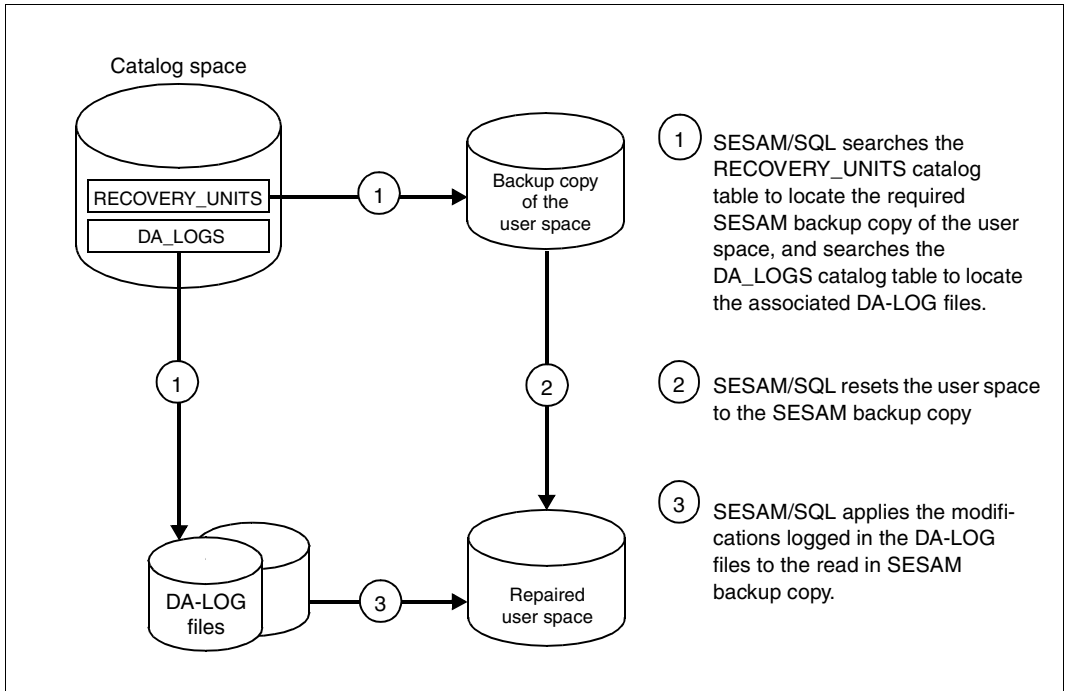 Catalog space
RECOVERY_UNITS
DA_LOGS
1
Backup copy
of the
user space
1
2
DA-LOG
files
3
Repaired
user space
1
SESAM/SQL searches the
RECOVERY_UNITS catalog
table to locate the required
SESAM backup copy of the user
space, and searches the
DA_LOGS catalog table to locate
the associated DA-LOG files.
2
SESAM/SQL resets the user space
to the SESAM backup copy
3
SESAM/SQL applies the modifi-
cations logged in the DA-LOG
files to the read in SESAM
backup copy.